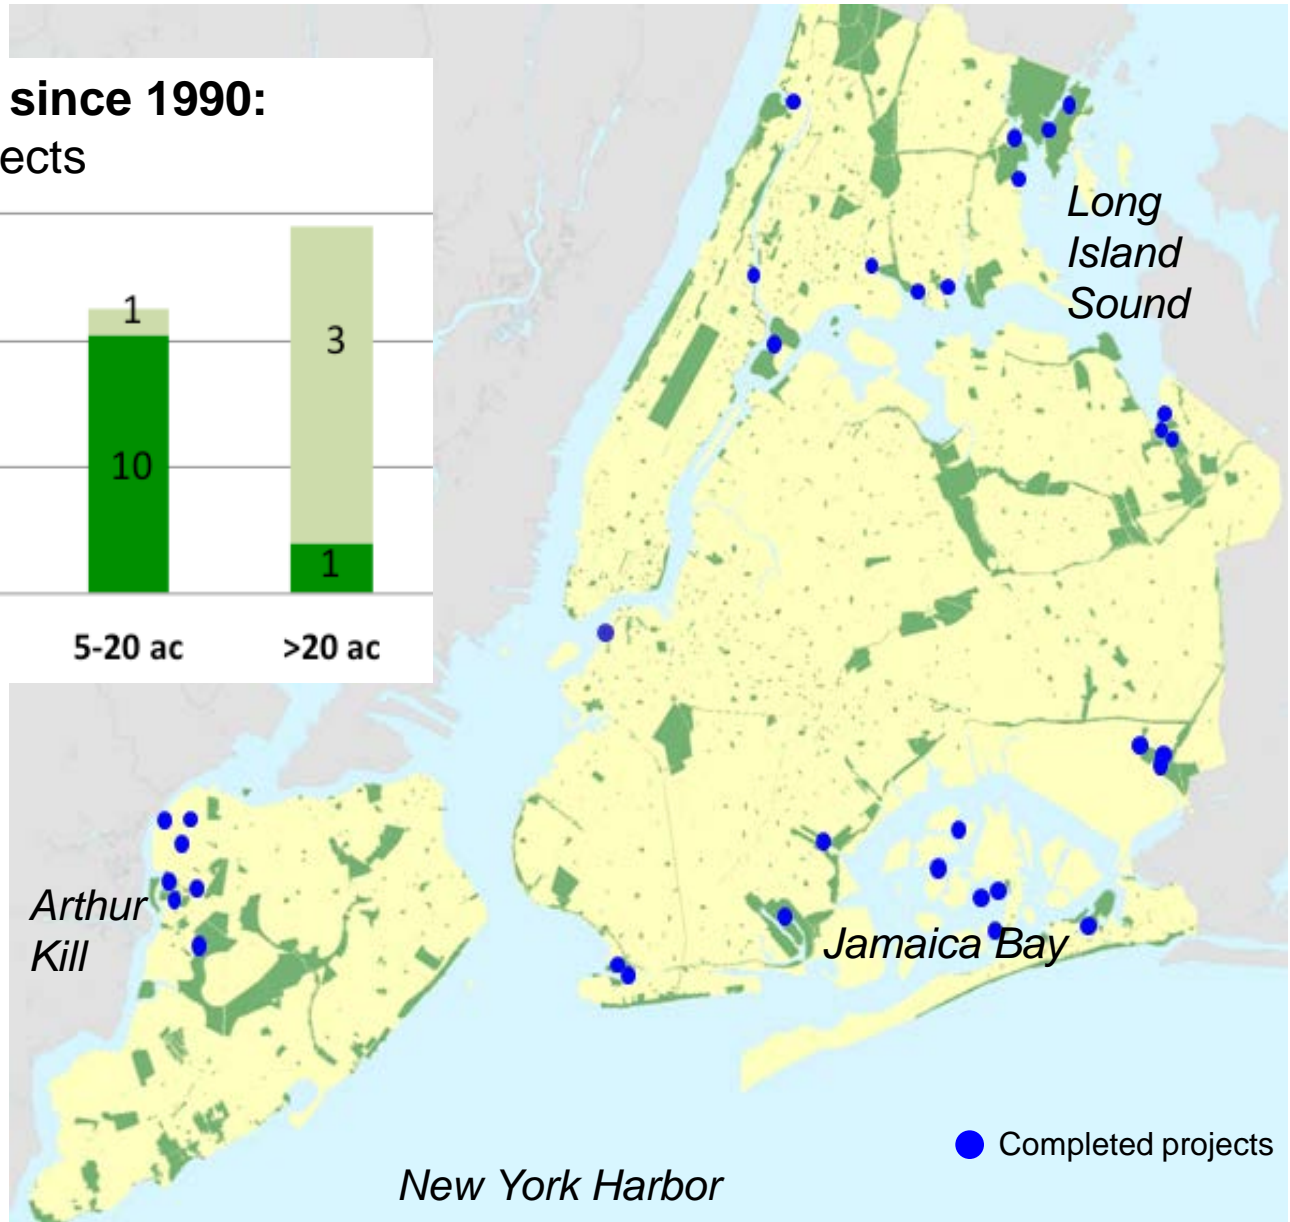 since 1990:
ects
1
3
10
1
5-20 ac
>20 ac
Long
Island
Sound
Arthur
Kill
Jamaica Bay
Completed projects
New York Harbor